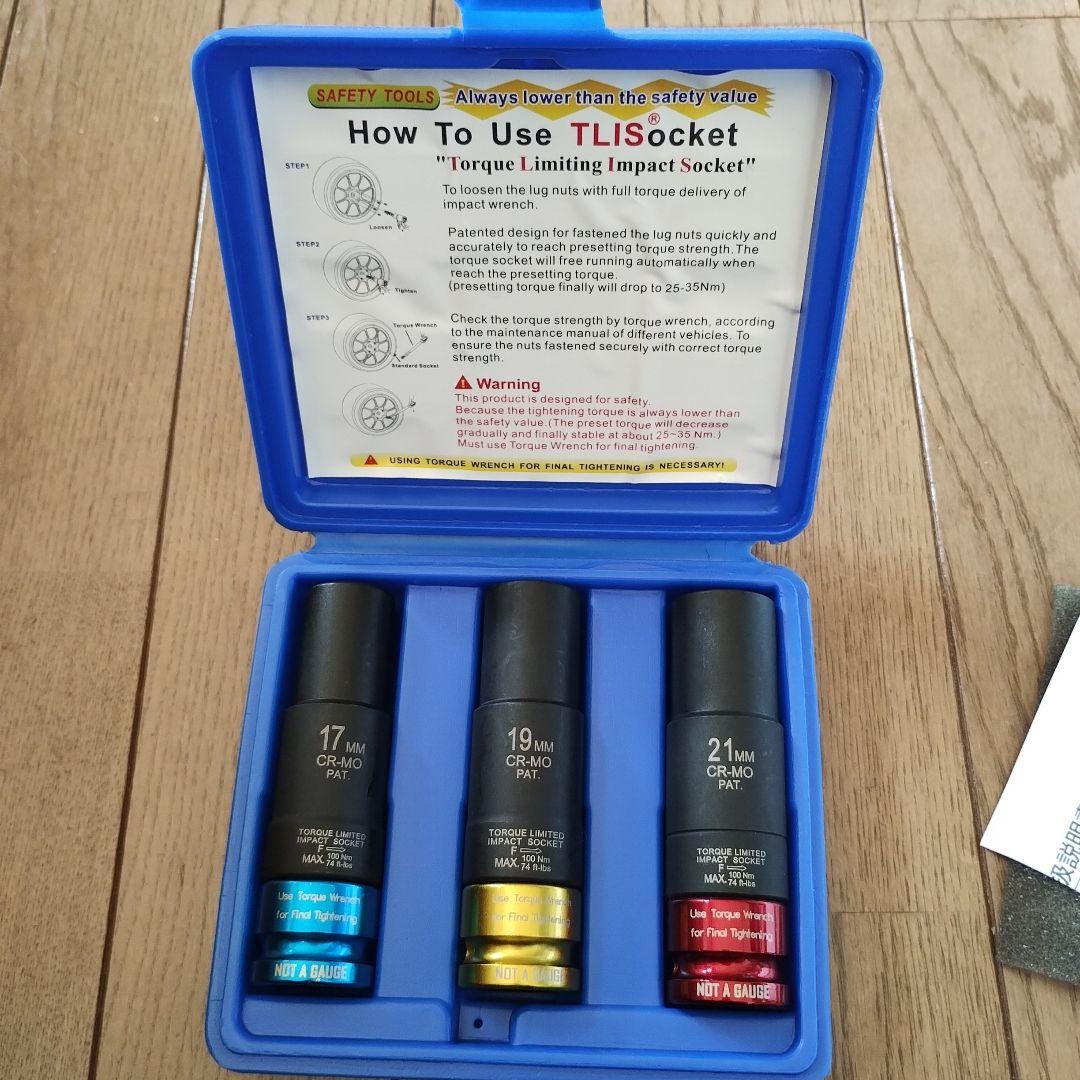 SAFETY TOOLS
Always lower than the safety value
How To Use TLISocket®
"Torque Limiting Impact Socket"
STEP1
Loosen
To loosen the lug nuts with full torque delivery of
impact wrench.
STEP2
Tighten
Patented design for fastened the lug nuts quickly and
accurately to reach presetting torque strength. The
torque socket will free running automatically when
reach the presetting torque.
(presetting torque finally will drop to 25-35Nm)
STEP3
Torque Wrench
Standard Socket
Check the torque strength by torque wrench, according
to the maintenance manual of different vehicles. To
ensure the nuts fastened securely with correct torque
strength.
Warning
This product is designed for safety.
Because the tightening torque is always lower than
the safety value.(The preset torque will decrease
gradually and finally stable at about 25~35 Nm.)
Must use Torque Wrench for final tightening
USING TORQUE WRENCH FOR FINAL TIGHTENING IS NECESSARY!
17MM
CR-MO
PAT.
TORQUE LIMITED
IMPACT SOCKET
F
MAX. 100 Nm
74 ft-lbs
Use Torque Wrench
for Final Tightening
NOT A GAUGE
19MM
CR-MO
PAT.
TORQUE LIMITED
IMPACT SOCKET
F
MAX. 100 Nm
74 ft-lbs
Use Torque Wrench
for Final Tightening
NOT A GAUGE
21MM
CR-MO
PAT.
TORQUE LIMITED
IMPACT SOCKET
F
MAX. 100 Nm
74 ft-lbs
Use Torque Wrench
for Final Tightening
NOT A GAUGE
説明